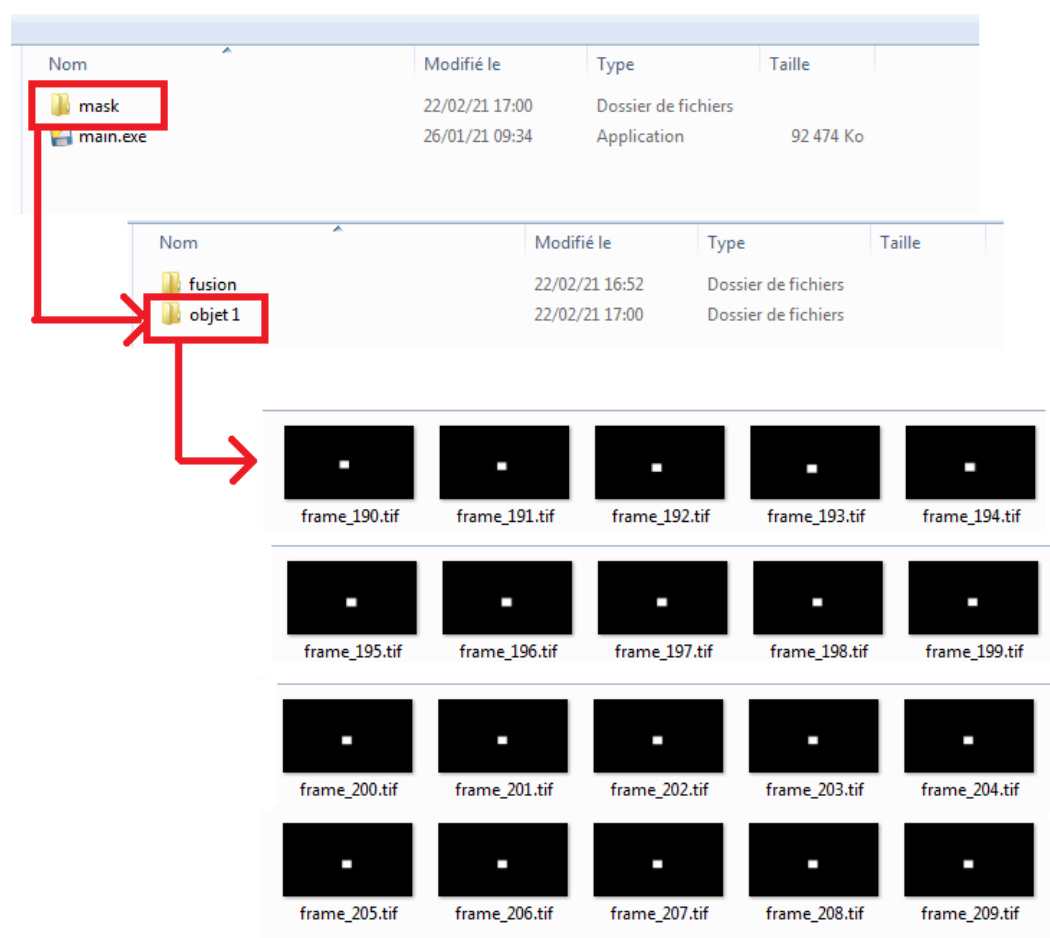 Nom Modifié le Type Taille
mask 22/02/21 17:00 Dossier de fichiers
main.exe 26/01/21 09:34 Application 92 474 Ko
Nom Modifié le Type Taille
fusion 22/02/21 16:52 Dossier de fichiers
objet 1 22/02/21 17:00 Dossier de fichiers
frame_190.tif frame_191.tif frame_192.tif frame_193.tif frame_194.tif
frame_195.tif frame_196.tif frame_197.tif frame_198.tif frame_199.tif
frame_200.tif frame_201.tif frame_202.tif frame_203.tif frame_204.tif
frame_205.tif frame_206.tif frame_207.tif frame_208.tif frame_209.tif